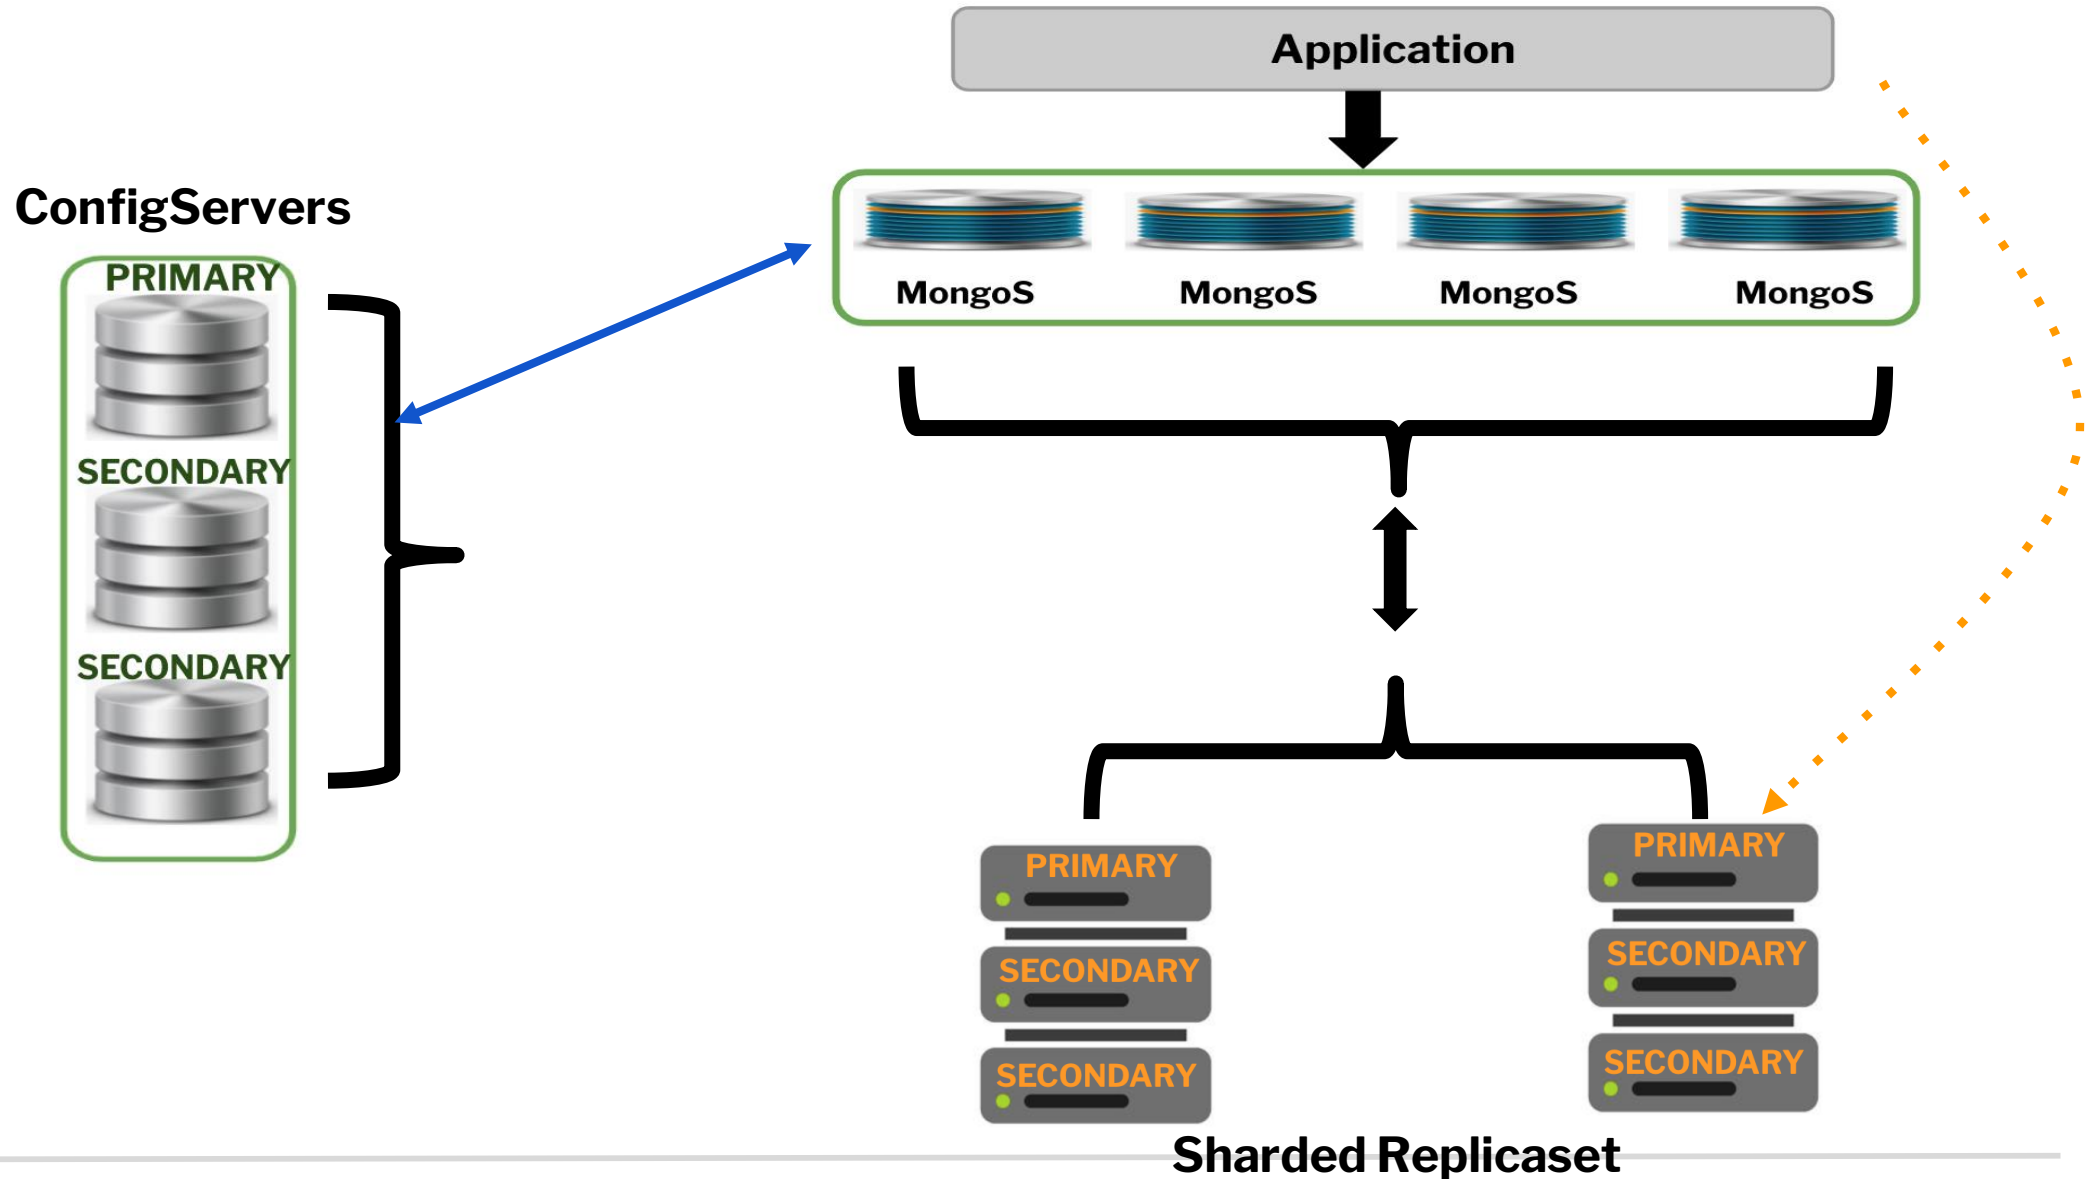 Application
ConfigServers
PRIMARY
SECONDARY
SECONDARY
MongoS
MongoS
MongoS
MongoS
PRIMARY
SECONDARY
SECONDARY
PRIMARY
SECONDARY
SECONDARY
Sharded Replicaset